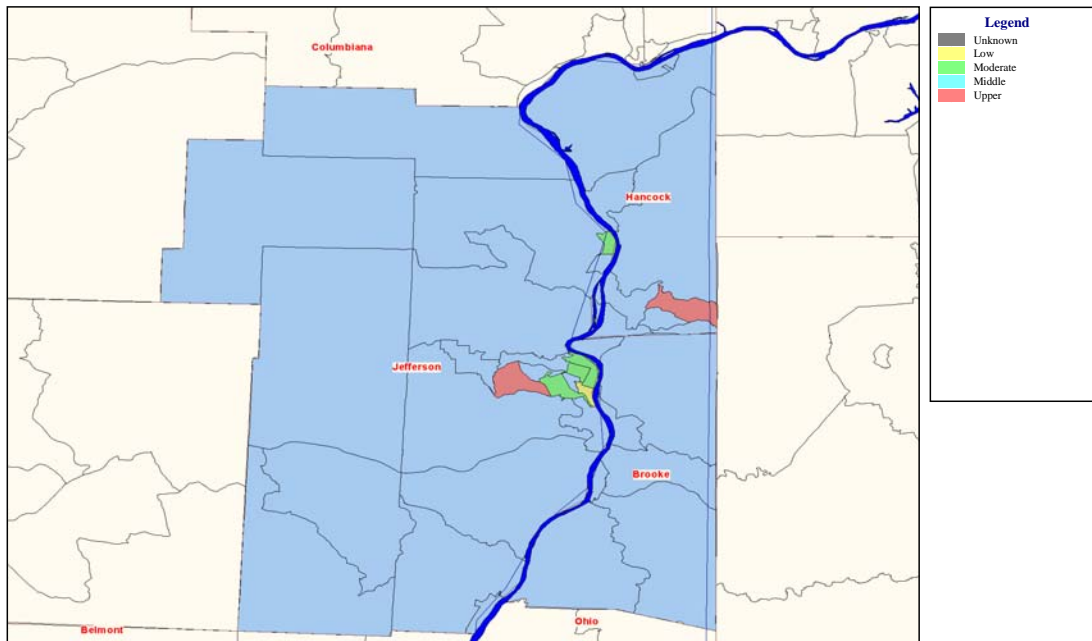 Columbiana
Hancock
Jefferson
Brooke
Ohio
Belmont
Legend
Unknown
Low
Moderate
Middle
Upper